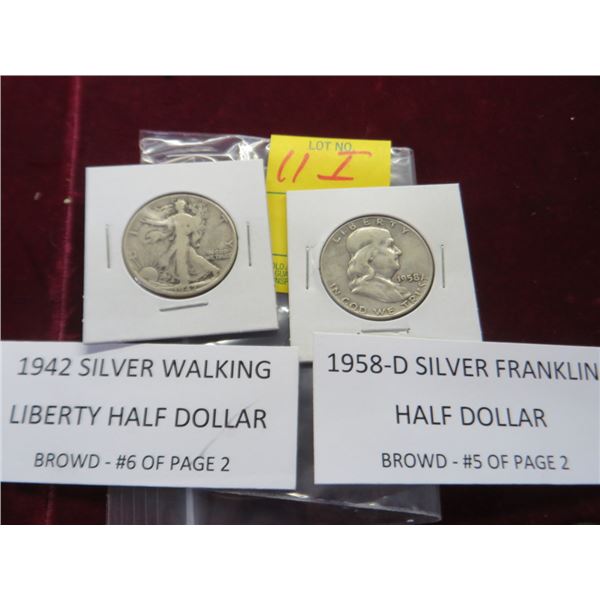 LOT NO.
11 I
LIBERTY
1958
IN GOD WE TRUST
1942 SILVER WALKING
LIBERTY HALF DOLLAR
BROWD - #6 OF PAGE 2
1958-D SILVER FRANKLIN
HALF DOLLAR
BROWD - #5 OF PAGE 2